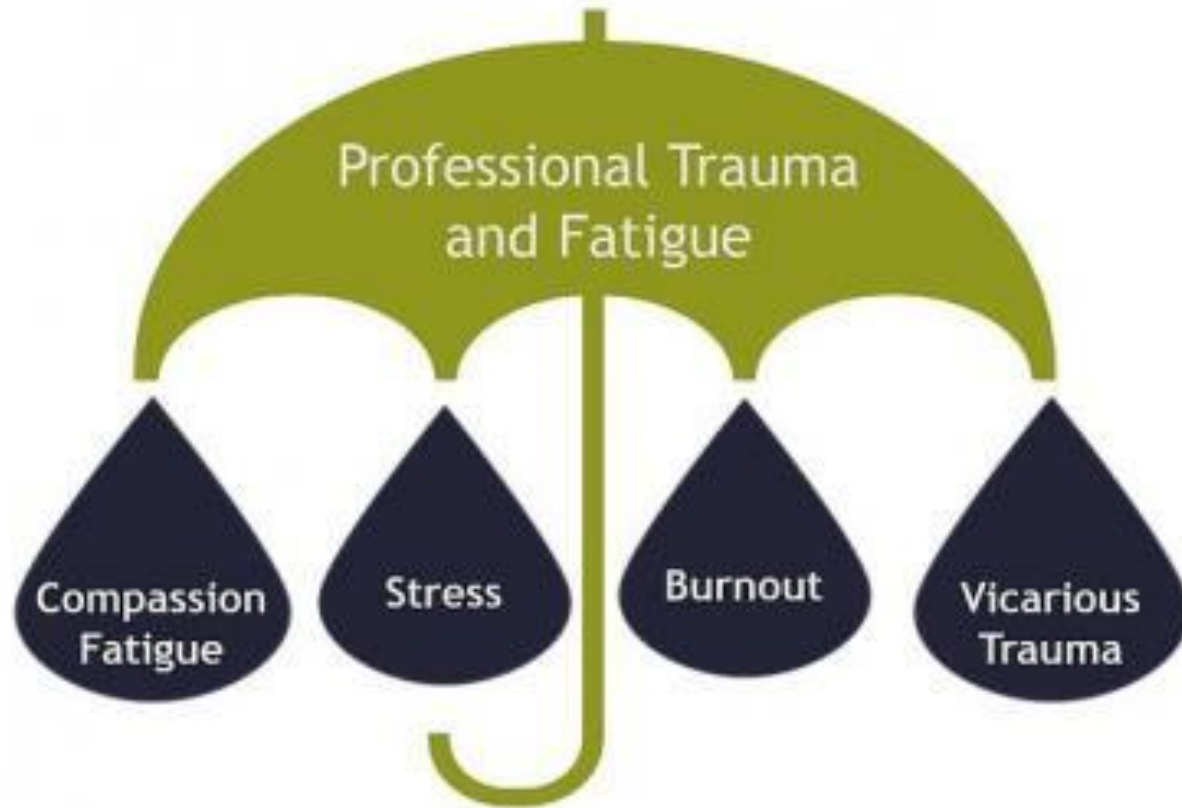 Professional Trauma
and Fatigue
Compassion
Fatigue
Stress
Burnout
Vicarious
Trauma